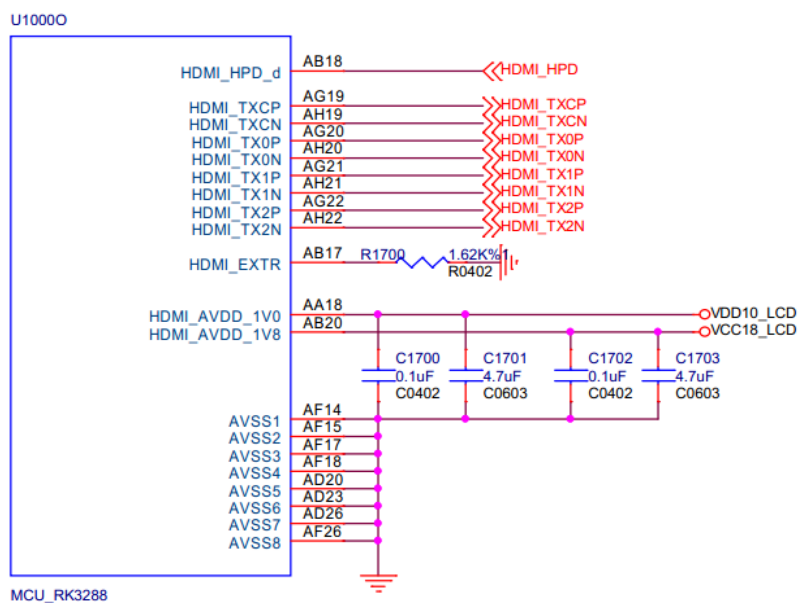 U1000O
HDMI_HPD_d AB18 HDMI_HPD
HDMI_TXCP AG19 HDMI_TXCP
HDMI_TXCN AH19 HDMI_TXCN
HDMI_TX0P AG20 HDMI_TX0P
HDMI_TX0N AH20 HDMI_TX0N
HDMI_TX1P AG21 HDMI_TX1P
HDMI_TX1N AH21 HDMI_TX1N
HDMI_TX2P AG22 HDMI_TX2P
HDMI_TX2N AH22 HDMI_TX2N
HDMI_EXTR AB17 R1700 1.62K%1
R0402
HDMI_AVDD_1V0 AA18 VDD10_LCD
HDMI_AVDD_1V8 AB20 VCC18_LCD
C1700 C1701 C1702 C1703
0.1uF 4.7uF 0.1uF 4.7uF
C0402 C0603 C0402 C0603
AVSS1 AF14
AVSS2 AF15
AVSS3 AF17
AVSS4 AF18
AVSS5 AD20
AVSS6 AD23
AVSS7 AD26
AVSS8 AF26
MCU_RK3288